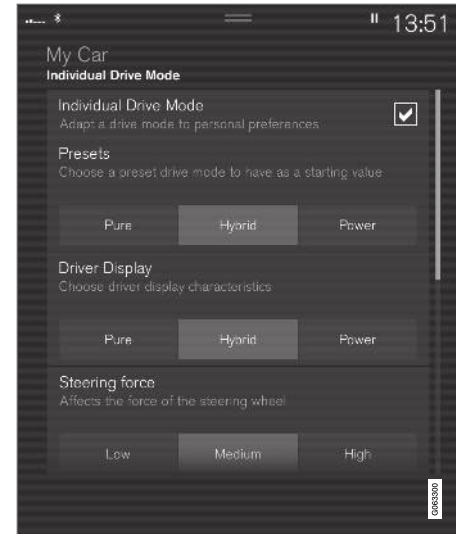 13:51
My Car
Individual Drive Mode
Individual Drive Mode
Adapt a drive mode to personal preferences
Presets
Choose a preset drive mode to have as a starting value
Pure Hybrid Power
Driver Display
Choose driver display characteristics
Pure Hybrid Power
Steering force
Affects the force of the steering wheel
Low Medium High
G063300